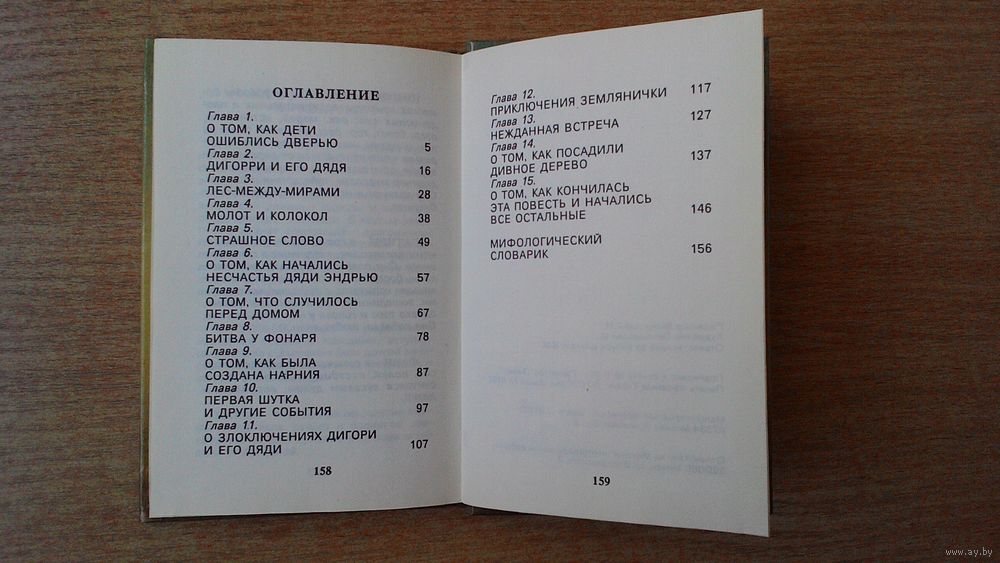 ОГЛАВЛЕНИЕ
Глава 1.
О ТОМ, КАК ДЕТИ
ОШИБЛИСЬ ДВЕРЬЮ 5
Глава 2.
ДИГОРРИ И ЕГО ДЯДЯ 16
Глава 3.
ЛЕС-МЕЖДУ-МИРАМИ 28
Глава 4.
МОЛОТ И КОЛОКОЛ 38
Глава 5.
СТРАШНОЕ СЛОВО 49
Глава 6.
О ТОМ, КАК НАЧАЛИСЬ
НЕСЧАСТЬЯ ДЯДИ ЭНДРЬЮ 57
Глава 7.
О ТОМ, ЧТО СЛУЧИЛОСЬ
ПЕРЕД ДОМОМ 67
Глава 8.
БИТВА У ФОНАРЯ 78
Глава 9.
О ТОМ, КАК БЫЛА
СОЗДАНА НАРНИЯ 87
Глава 10.
ПЕРВАЯ ШУТКА
И ДРУГИЕ СОБЫТИЯ 97
Глава 11.
О ЗЛОКЛЮЧЕНИЯХ ДИГОРИ
И ЕГО ДЯДИ 107
158
Глава 12.
ПРИКЛЮЧЕНИЯ ЗЕМЛЯНИЧКИ 117
Глава 13.
НЕЖДАННАЯ ВСТРЕЧА 127
Глава 14.
О ТОМ, КАК ПОСАДИЛИ
ДИВНОЕ ДЕРЕВО 137
Глава 15.
О ТОМ, КАК КОНЧИЛАСЬ
ЭТА ПОВЕСТЬ И НАЧАЛИСЬ
ВСЕ ОСТАЛЬНЫЕ 146
МИФОЛОГИЧЕСКИЙ
СЛОВАРИК 156
159
www.ay.by